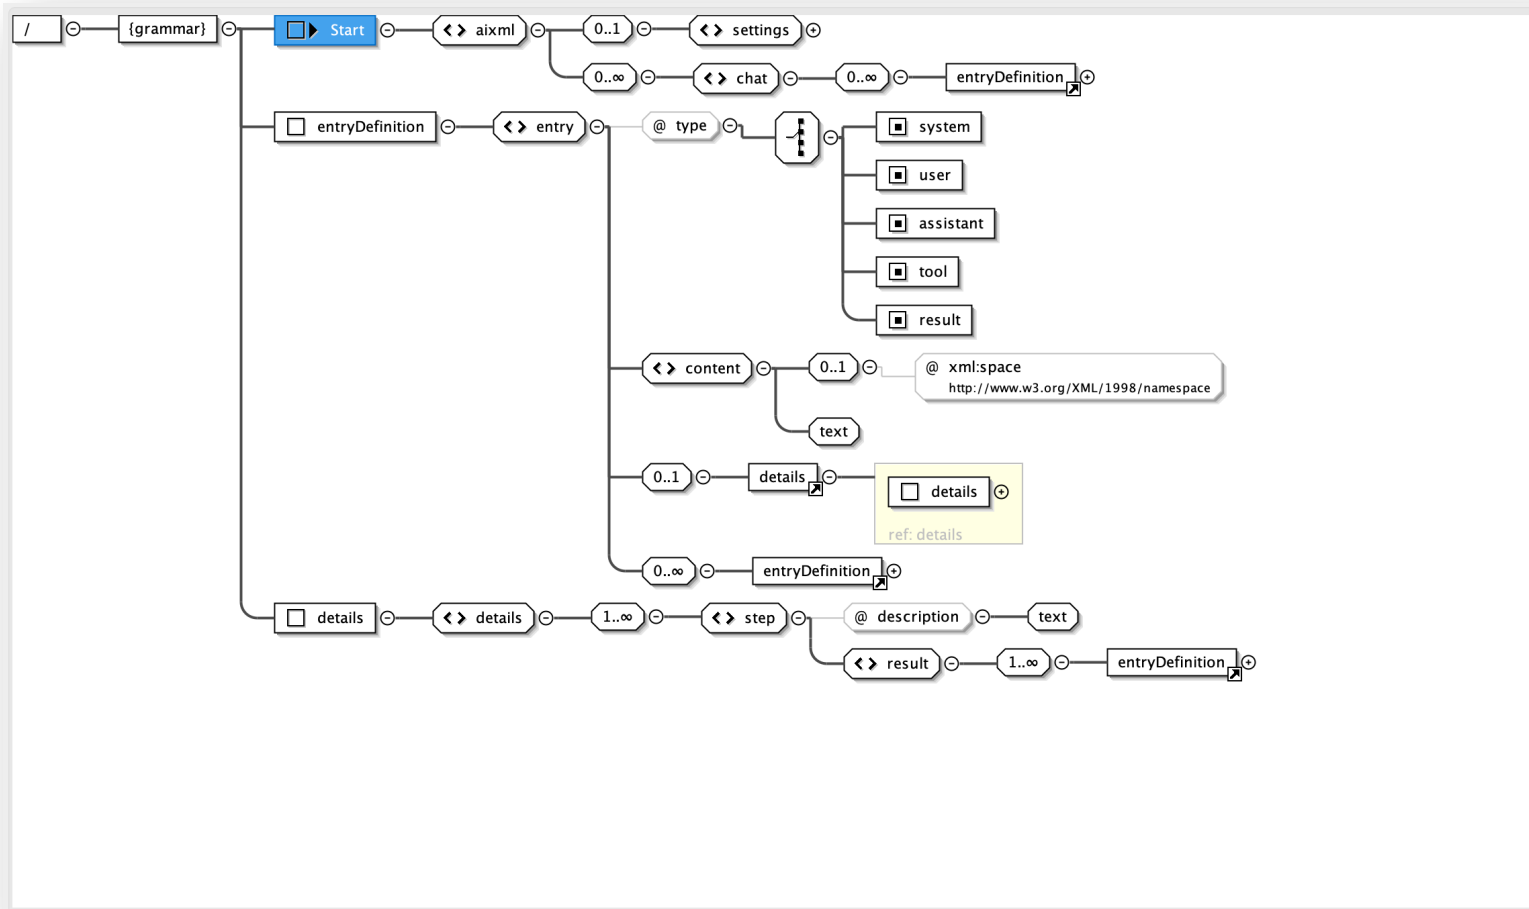 / {grammar} Start <> aixml 0..1 <> settings
0..∞ <> chat 0..∞ entryDefinition
entryDefinition <> entry @ type system
user
assistant
tool
result
<> content 0..1 @ xml:space
http://www.w3.org/XML/1998/namespace
text
0..1 details details
ref: details
0..∞ entryDefinition
details <> details 1..∞ <> step @ description text
<> result 1..∞ entryDefinition